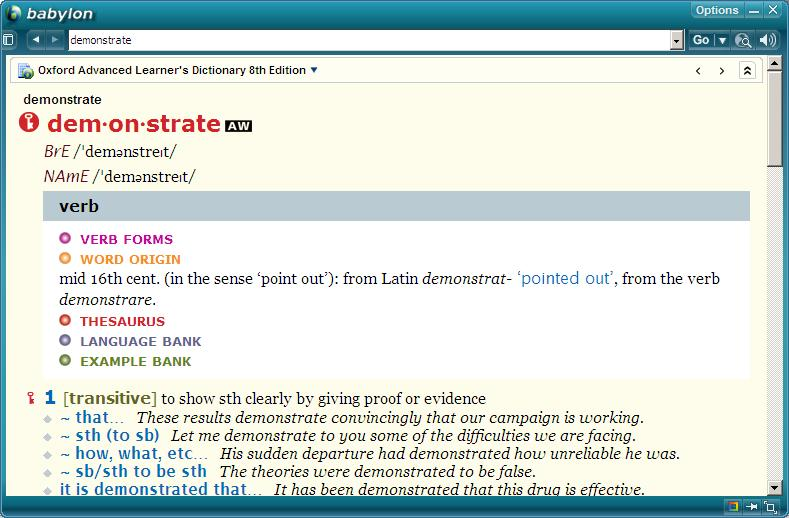 babylon
Options
demonstrate
Go
Oxford Advanced Learner's Dictionary 8th Edition
demonstrate
dem·on·strate AW
BrE /ˈdemənstreɪt/
NAmE /ˈdemənstreɪt/
verb
VERB FORMS
WORD ORIGIN
mid 16th cent. (in the sense ‘point out’): from Latin demonstrat- ‘pointed out’, from the verb
demonstrare.
THESAURUS
LANGUAGE BANK
EXAMPLE BANK
1 [transitive] to show sth clearly by giving proof or evidence
~ that… These results demonstrate convincingly that our campaign is working.
~ sth (to sb) Let me demonstrate to you some of the difficulties we are facing.
~ how, what, etc… His sudden departure had demonstrated how unreliable he was.
~ sb/sth to be sth The theories were demonstrated to be false.
it is demonstrated that… It has been demonstrated that this drug is effective.